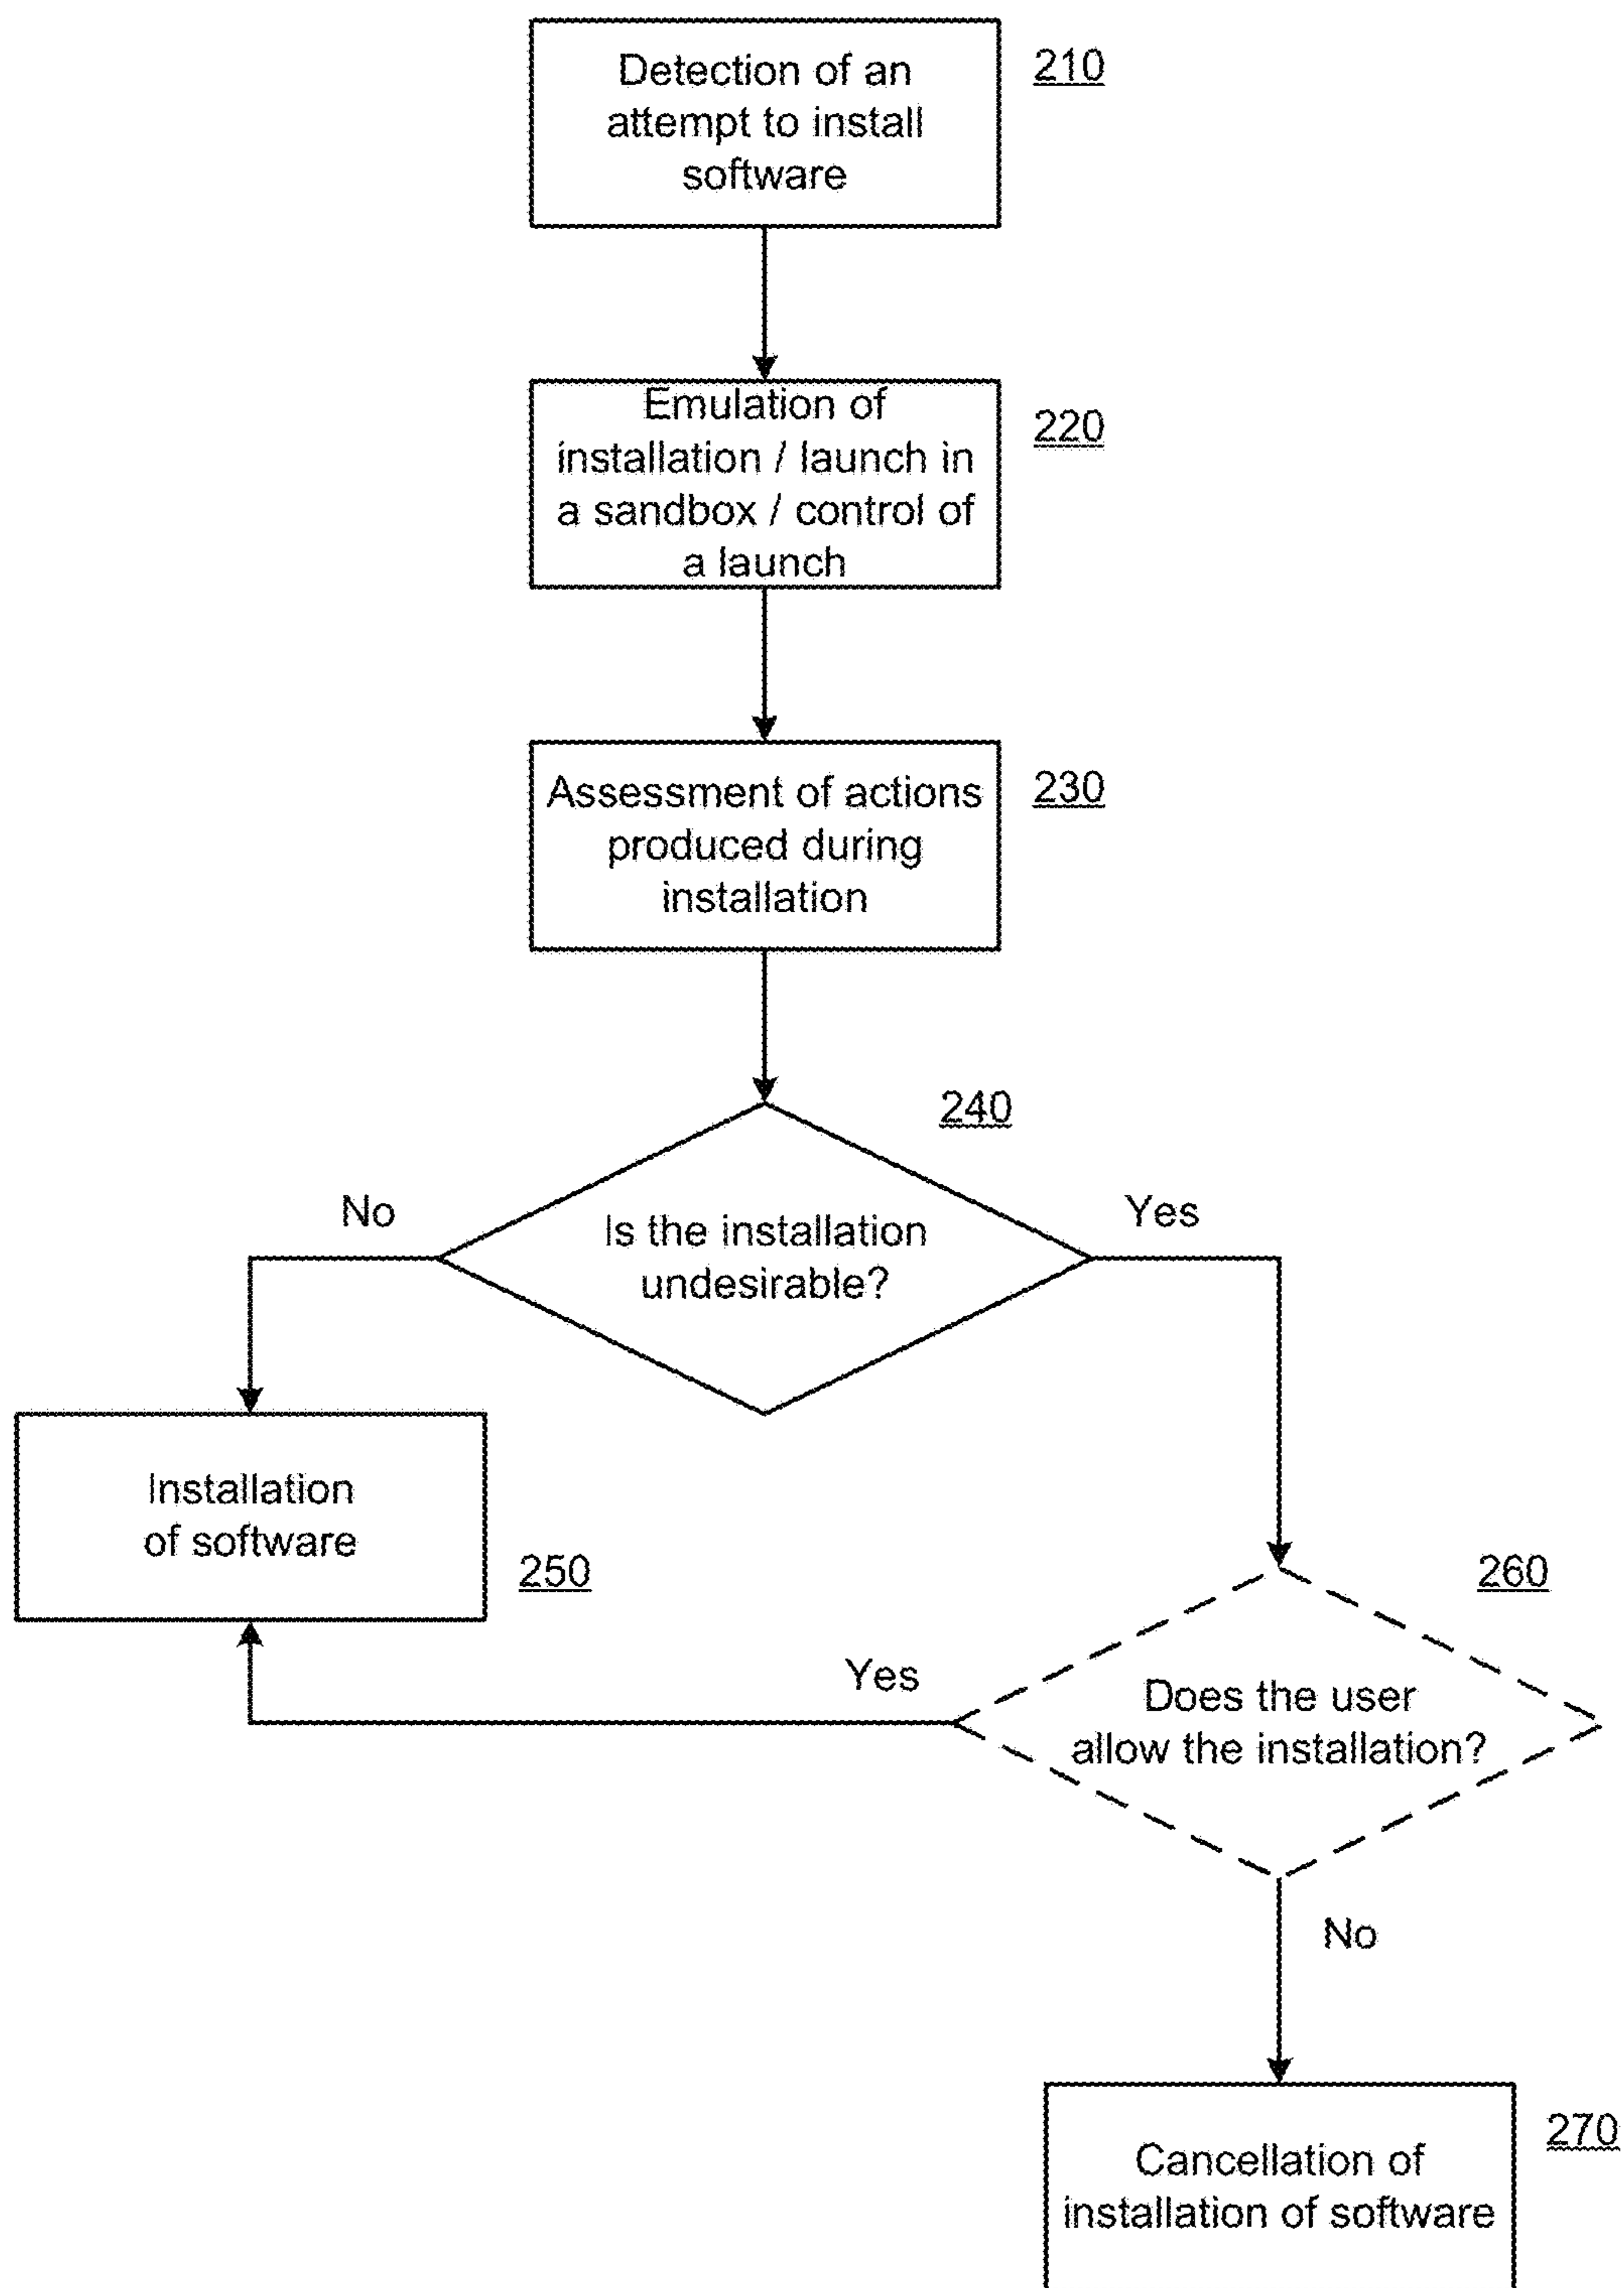 Detection of an
attempt to install
software
210
Emulation of
installation / launch in
a sandbox / control of
a launch
220
Assessment of actions
produced during
installation
230
240
No
Is the installation
undesirable?
Yes
Installation
of software
250
260
Yes
Does the user
allow the installation?
No
270
Cancellation of
installation of software